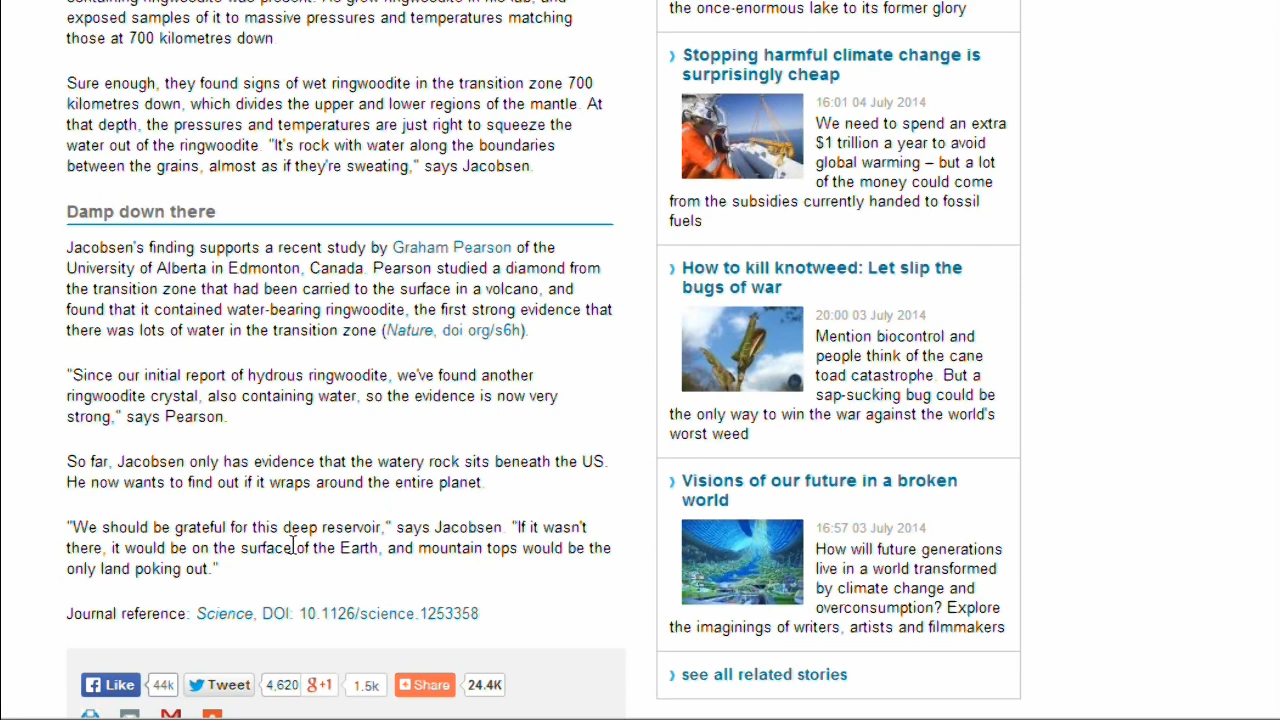 containing ringwoodite was present. He grew ringwoodite in his lab, and
exposed samples of it to massive pressures and temperatures matching
those at 700 kilometres down
Sure enough, they found signs of wet ringwoodite in the transition zone 700
kilometres down, which divides the upper and lower regions of the mantle. At
that depth, the pressures and temperatures are just right to squeeze the
water out of the ringwoodite. "It's rock with water along the boundaries
between the grains, almost as if they're sweating," says Jacobsen.
Damp down there
Jacobsen's finding supports a recent study by Graham Pearson of the
University of Alberta in Edmonton, Canada. Pearson studied a diamond from
the transition zone that had been carried to the surface in a volcano, and
found that it contained water-bearing ringwoodite, the first strong evidence that
there was lots of water in the transition zone (Nature, doi org/s6h).
"Since our initial report of hydrous ringwoodite, we've found another
ringwoodite crystal, also containing water, so the evidence is now very
strong," says Pearson.
So far, Jacobsen only has evidence that the watery rock sits beneath the US.
He now wants to find out if it wraps around the entire planet.
"We should be grateful for this deep reservoir," says Jacobsen. "If it wasn't
there, it would be on the surface of the Earth, and mountain tops would be the
only land poking out."
Journal reference: Science, DOI: 10.1126/science.1253358
Like 44k Tweet 4,620 g+1 1.5k Share 24.4K
the once-enormous lake to its former glory
Stopping harmful climate change is
surprisingly cheap
16:01 04 July 2014
We need to spend an extra
$1 trillion a year to avoid
global warming – but a lot
of the money could come
from the subsidies currently handed to fossil
fuels
How to kill knotweed: Let slip the
bugs of war
20:00 03 July 2014
Mention biocontrol and
people think of the cane
toad catastrophe. But a
sap-sucking bug could be
the only way to win the war against the world's
worst weed
Visions of our future in a broken
world
16:57 03 July 2014
How will future generations
live in a world transformed
by climate change and
overconsumption? Explore
the imaginings of writers, artists and filmmakers
see all related stories